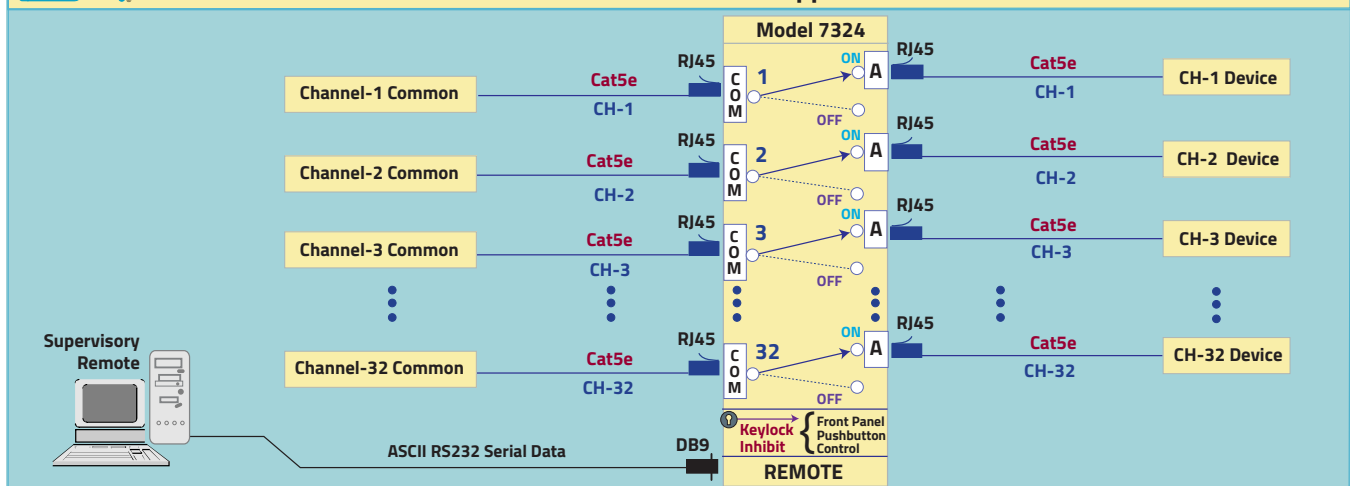 Model 7324
Channel-1 Common
Cat5e
CH-1
RJ45
COM
1
ON
OFF
A
RJ45
Cat5e
CH-1
CH-1 Device
Channel-2 Common
Cat5e
CH-2
RJ45
COM
2
ON
OFF
A
RJ45
Cat5e
CH-2
CH-2 Device
Channel-3 Common
Cat5e
CH-3
RJ45
COM
3
ON
OFF
A
RJ45
Cat5e
CH-3
CH-3 Device
Channel-32 Common
Cat5e
CH-32
RJ45
COM
32
ON
OFF
A
RJ45
Cat5e
CH-32
CH-32 Device
Supervisory
Remote
ASCII RS232 Serial Data
DB9
Keylock
Inhibit
Front Panel
Pushbutton
Control
REMOTE